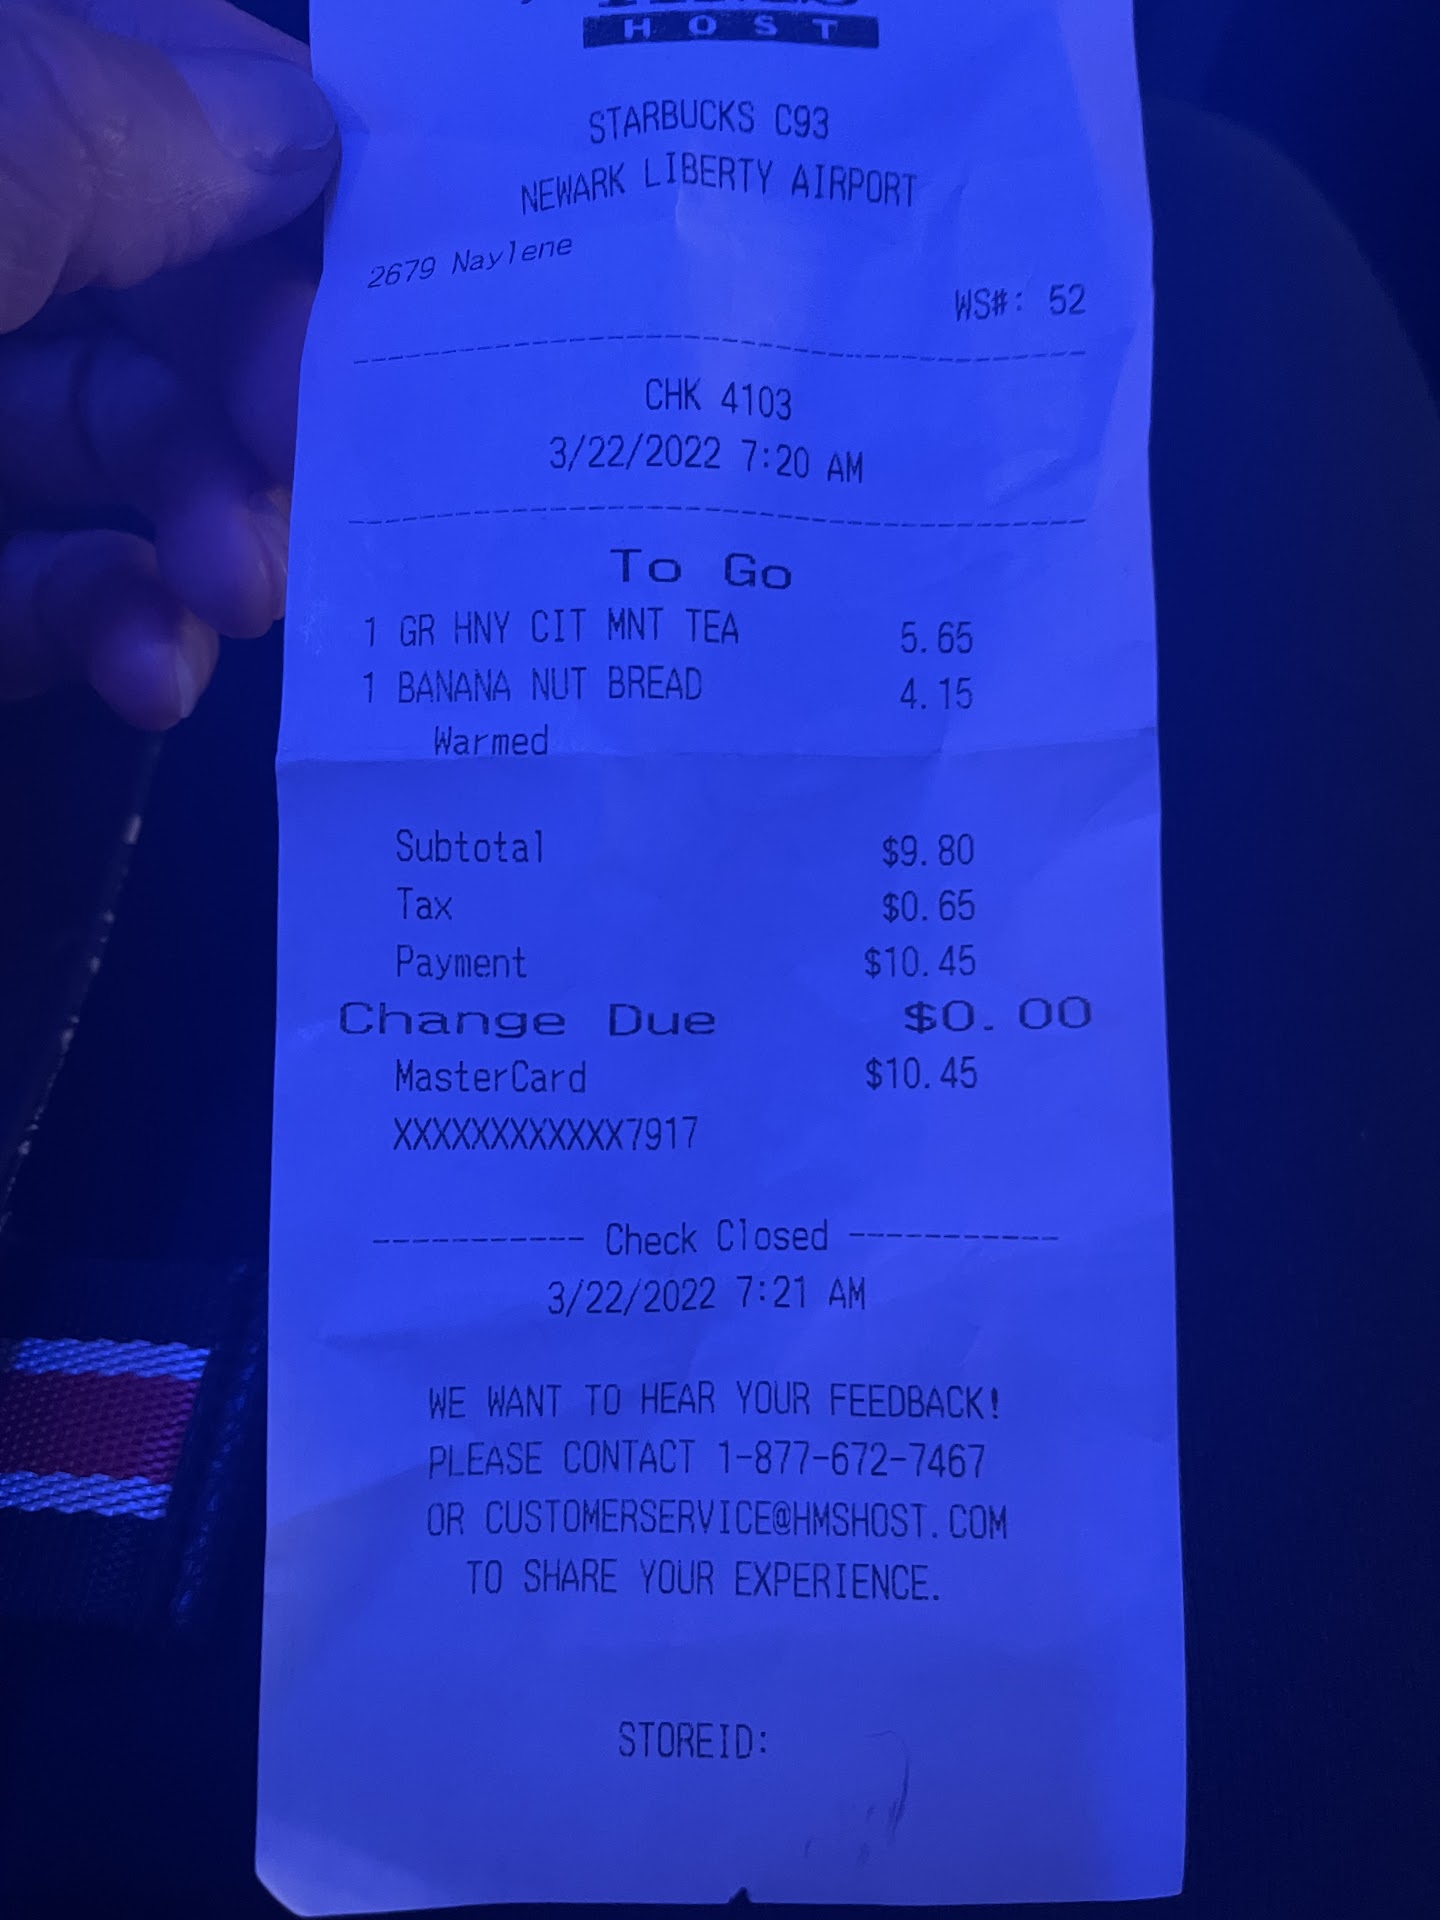 HOST
STARBUCKS C93
NEWARK LIBERTY AIRPORT
2679 Naylene
WS#: 52
CHK 4103
3/22/2022 7:20 AM
To Go
1 GR HNY CIT MNT TEA 5.65
1 BANANA NUT BREAD 4.15
Warmed
Subtotal $9.80
Tax $0.65
Payment $10.45
Change Due $0.00
MasterCard $10.45
XXXXXXXXXXXX7917
----------- Check Closed -----------
3/22/2022 7:21 AM
WE WANT TO HEAR YOUR FEEDBACK!
PLEASE CONTACT 1-877-672-7467
OR CUSTOMERSERVICE@HMSHOST.COM
TO SHARE YOUR EXPERIENCE.
STOREID: